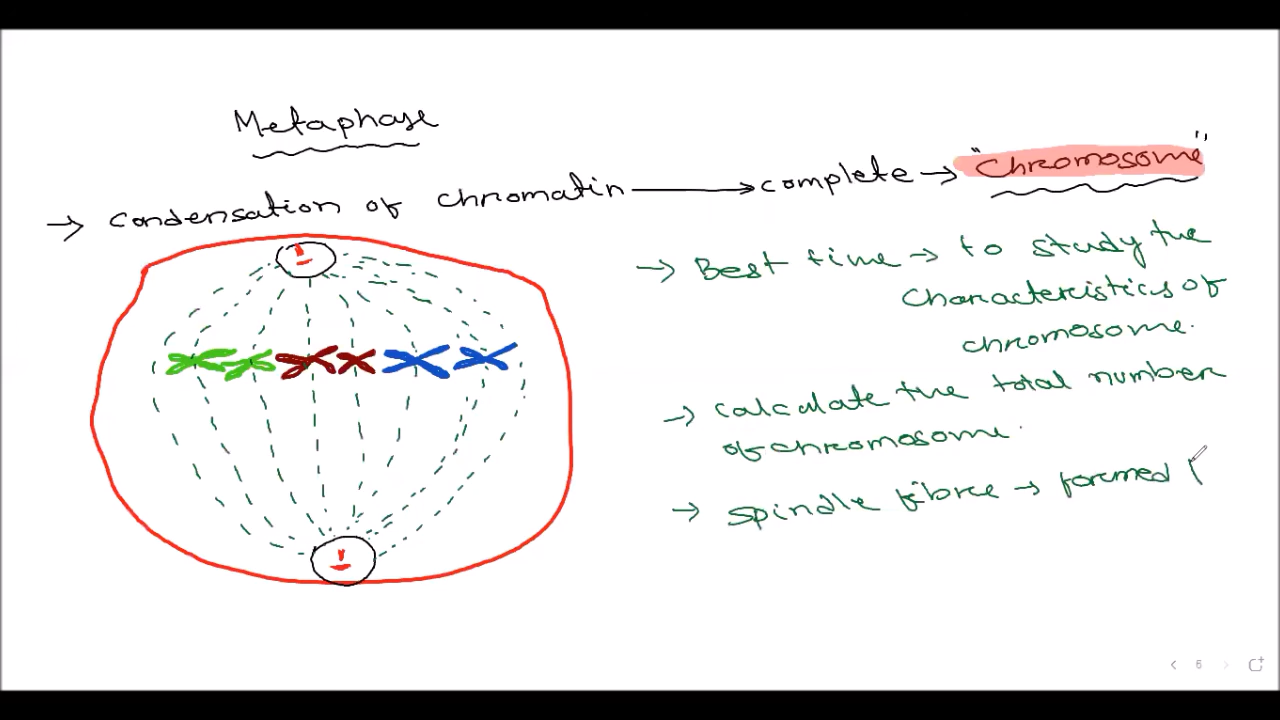 Metaphase
→ condensation of chromatin ⟶ complete → "chromosome"
→ Best time → to study the
characteristics of
chromosome.
→ calculate the total number
of chromosome.
→ spindle fibre → formed (
6